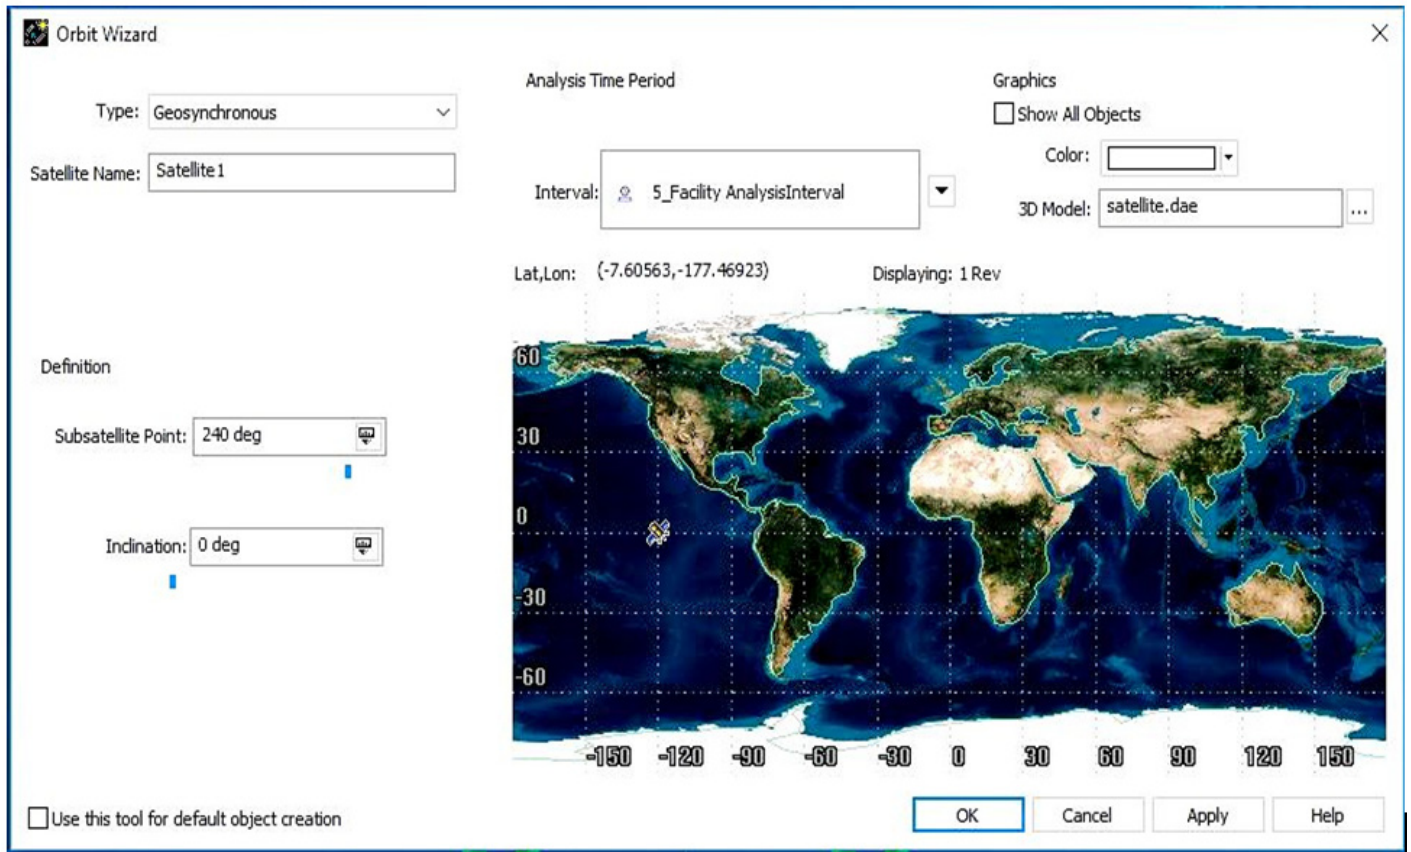 Orbit Wizard
Type: Geosynchronous
Satellite Name: Satellite1
Analysis Time Period
Interval: 5_Facility AnalysisInterval
Graphics
Show All Objects
Color:
3D Model: satellite.dae ...
Lat,Lon: (-7.60563,-177.46923) Displaying: 1 Rev
Definition
Subsatellite Point: 240 deg
Inclination: 0 deg
60
30
0
-30
-60
-150 -120 -90 -60 -30 0 30 60 90 120 150
Use this tool for default object creation
OK Cancel Apply Help